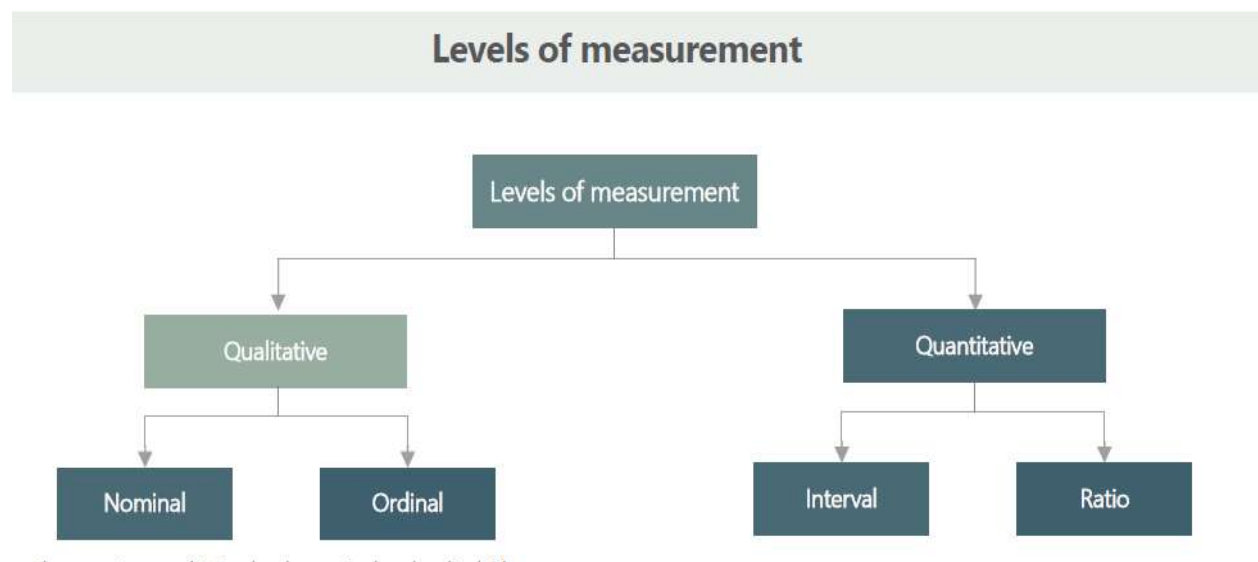 Levels of measurement
Levels of measurement
Qualitative
Quantitative
Nominal
Ordinal
Interval
Ratio